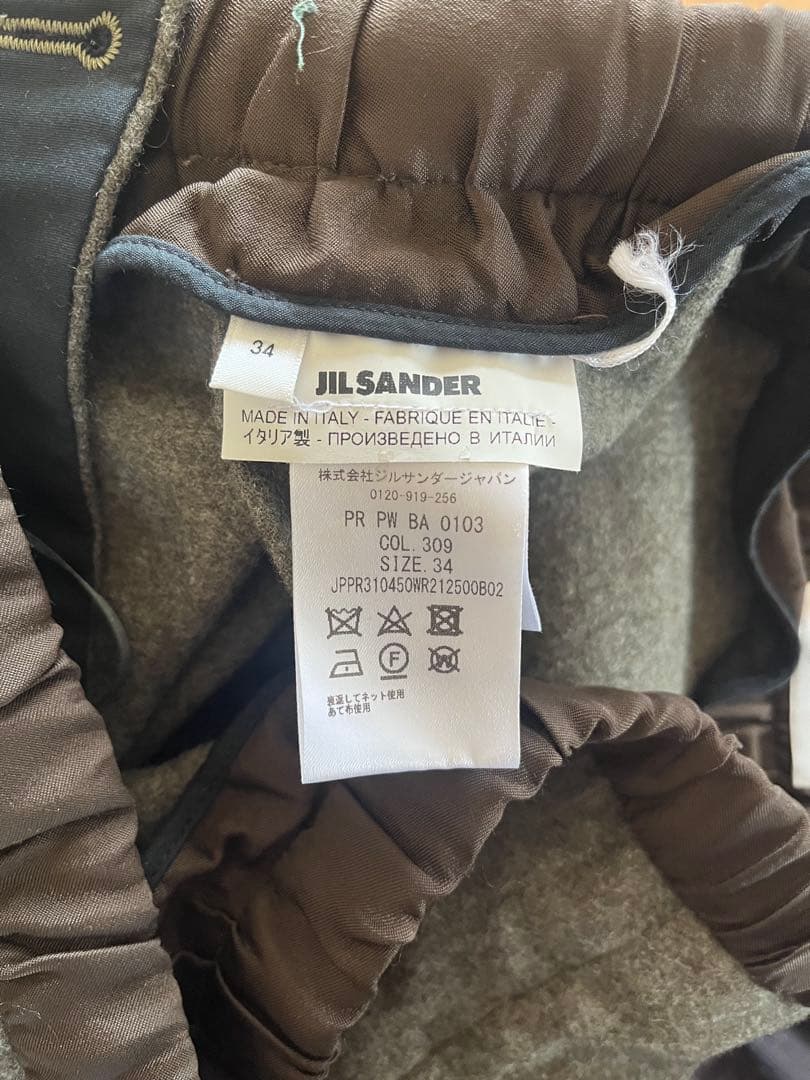 34
JIL SANDER
MADE IN ITALY - FABRIQUE EN ITALIE -
イタリア製 - ПРОИЗВЕДЕНО В ИТАЛИИ
株式会社ジルサンダージャパン
0120-919-256
PR PW BA 0103
COL.309
SIZE.34
JPPR310450WR212500B02
F
W
裏返してネット使用
あて布使用